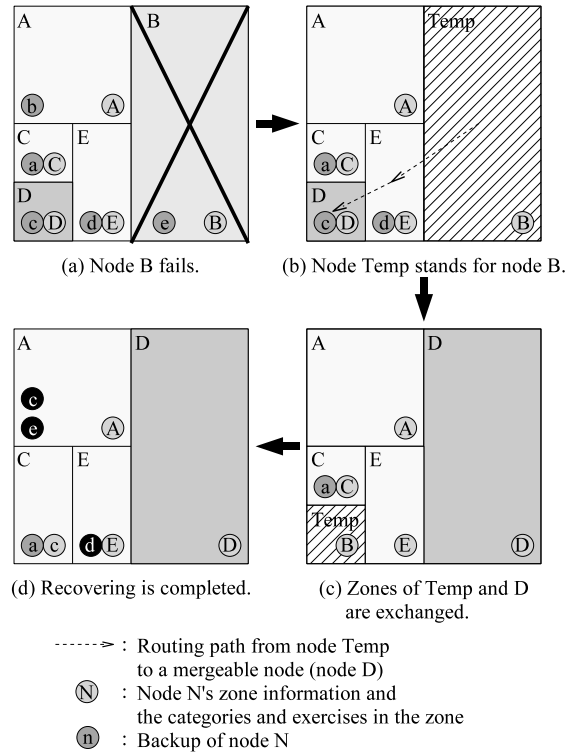 A
B
b
A
C
E
a C
D
c D
d E
e
B
(a) Node B fails.
A
Temp
A
C
E
a C
D
c D
d E
B
(b) Node Temp stands for node B.
A
D
c
e
A
C
E
a c
d E
D
(d) Recovering is completed.
A
D
A
C
E
a C
Temp
B
E
D
(c) Zones of Temp and D
are exchanged.
: Routing path from node Temp
to a mergeable node (node D)
N : Node N's zone information and
the categories and exercises in the zone
n : Backup of node N